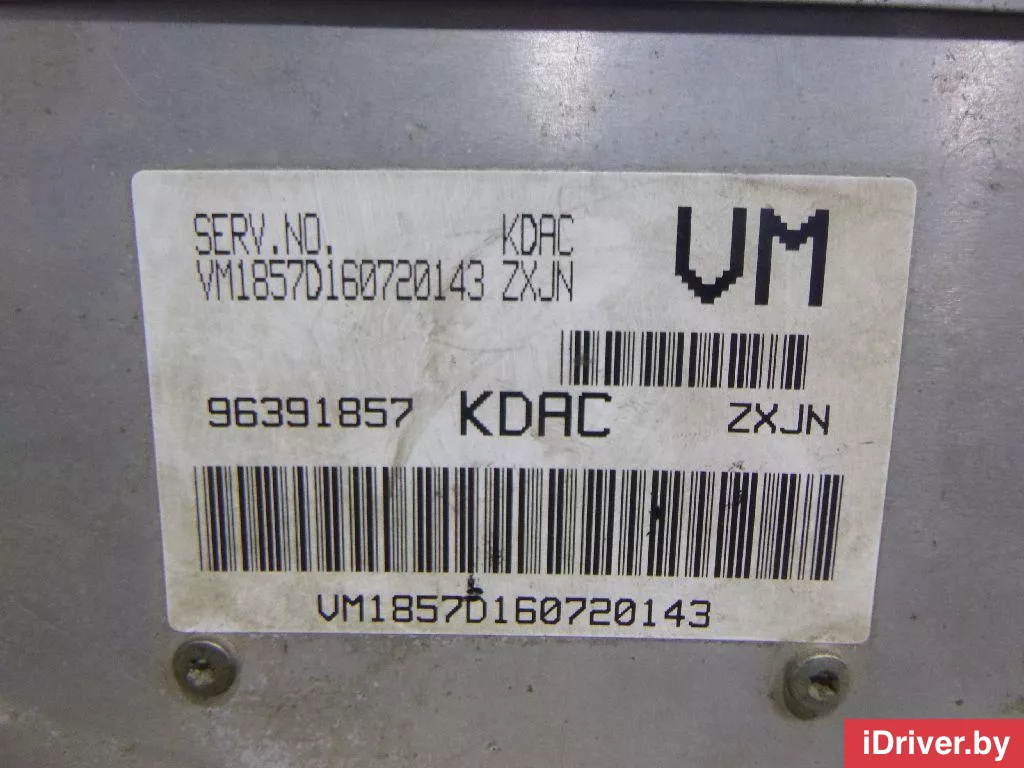 SERV.NO. KDAC VM
VM1857D160720143 ZXJN
96391857 KDAC ZXJN
VM1857D160720143
iDriver.by